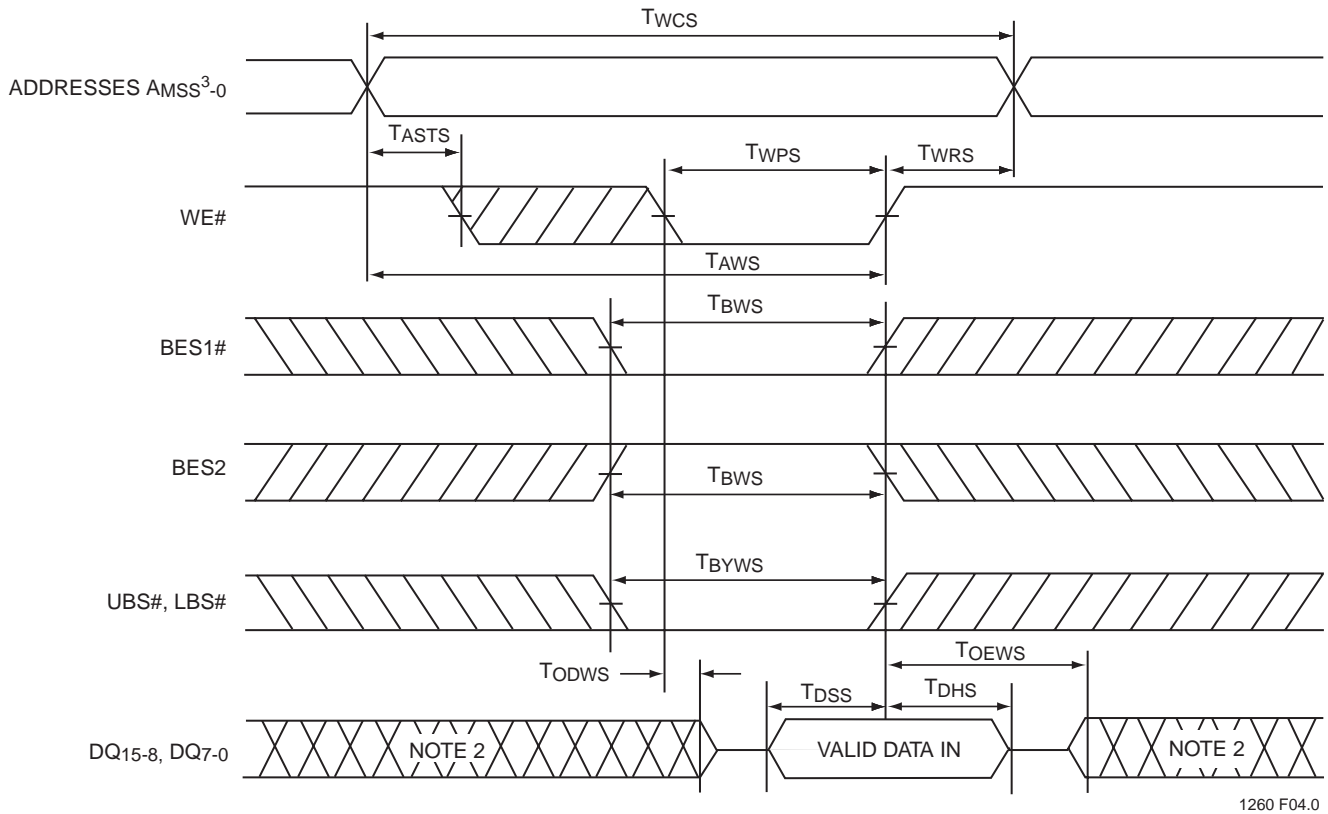 TWCS
ADDRESSES AMSS3-0
TASTS
TWPS
TWRS
WE#
TAWS
TBWS
BES1#
BES2
TBWS
TBYWS
UBS#, LBS#
TODWS
TOEWS
TDSS
TDHS
DQ15-8, DQ7-0
NOTE 2
VALID DATA IN
NOTE 2
1260 F04.0